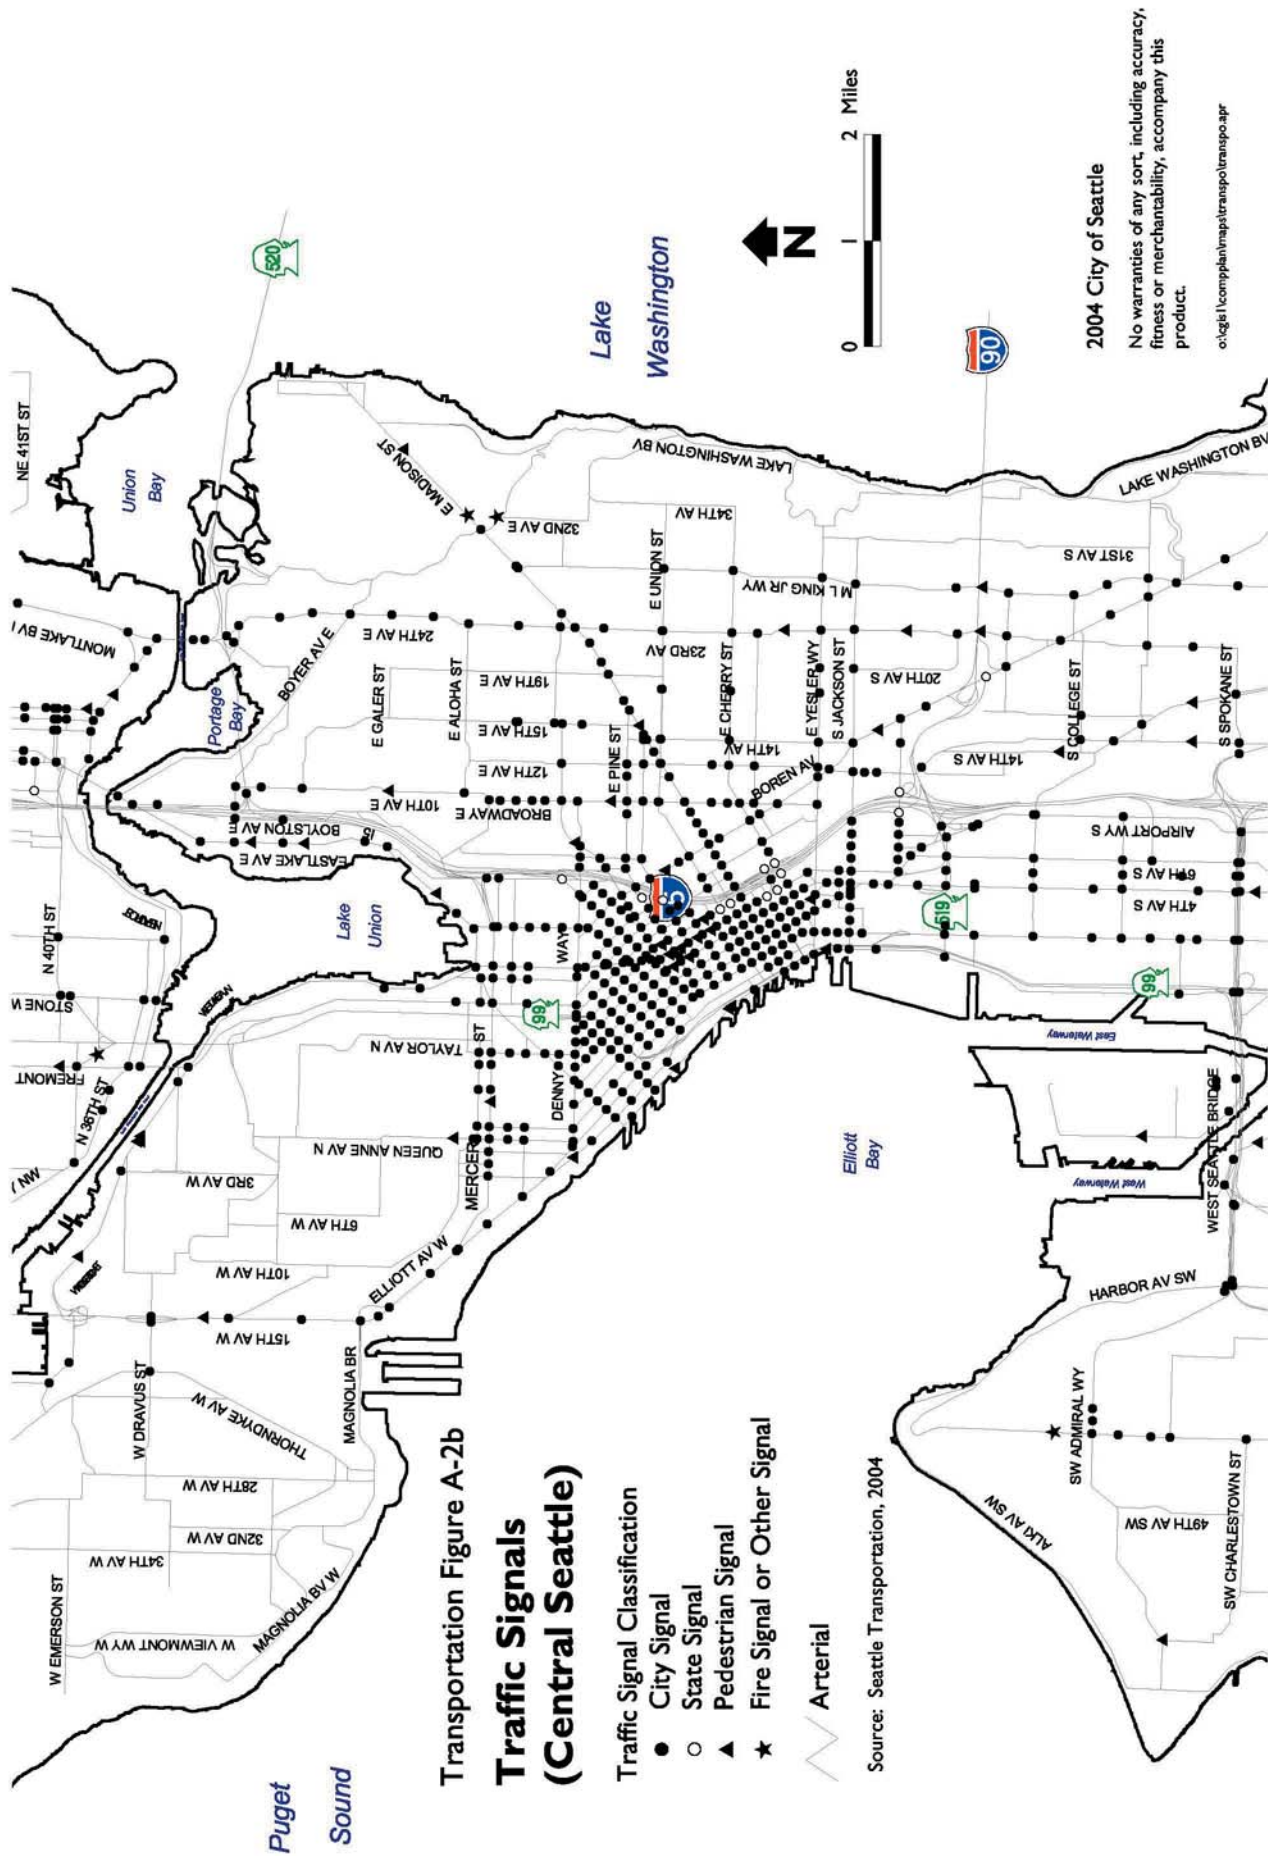 Transportation Figure A-2b
Traffic Signals
(Central Seattle)
Traffic Signal Classification
City Signal
State Signal
Pedestrian Signal
Fire Signal or Other Signal
Arterial
Source: Seattle Transportation, 2004
Puget
Sound
W EMERSON ST
W VIEWMONT WY W
MAGNOLIA BV W
34TH AV W
32ND AV W
28TH AV W
W DRAVUS ST
THORNDYKE AV W
MAGNOLIA BR
15TH AV W
10TH AV W
ELLIOTT AV W
6TH AV W
3RD AV W
QUEEN ANNE AV N
MERCER
ST
TAYLOR AV N
DENNY
WAY
99
N 36TH ST
FREMONT
STONE W
N 40TH ST
Lake
Union
EASTLAKE AV E
BOYLSTON AV E
I5
10TH AV E
BROADWAY E
12TH AV E
15TH AV E
19TH AV E
E GALER ST
E ALOHA ST
BOYER AV E
24TH AV E
Portage
Bay
MONTLAKE BV
Union
Bay
NE 41ST ST
520
E MADISON ST
32ND AV E
34TH AV
E UNION ST
23RD AV
E PINE ST
E CHERRY ST
14TH AV
BOREN AV
5
E YESLER WY
S JACKSON ST
M L KING JR WY
LAKE WASHINGTON BV
Lake
Washington
31ST AV S
20TH AV S
14TH AV S
S COLLEGE ST
S SPOKANE ST
AIRPORT WY S
6TH AV S
4TH AV S
519
99
90
LAKE WASHINGTON BV
East Waterway
West Waterway
WEST SEATTLE BRIDGE
Elliott
Bay
HARBOR AV SW
SW ADMIRAL WY
ALKI AV SW
49TH AV SW
SW CHARLESTOWN ST
N
0 1 2 Miles
2004 City of Seattle
No warranties of any sort, including accuracy,
fitness or merchantability, accompany this
product.
o:\cgis1\compplan\maps\transpo\transpo.apr